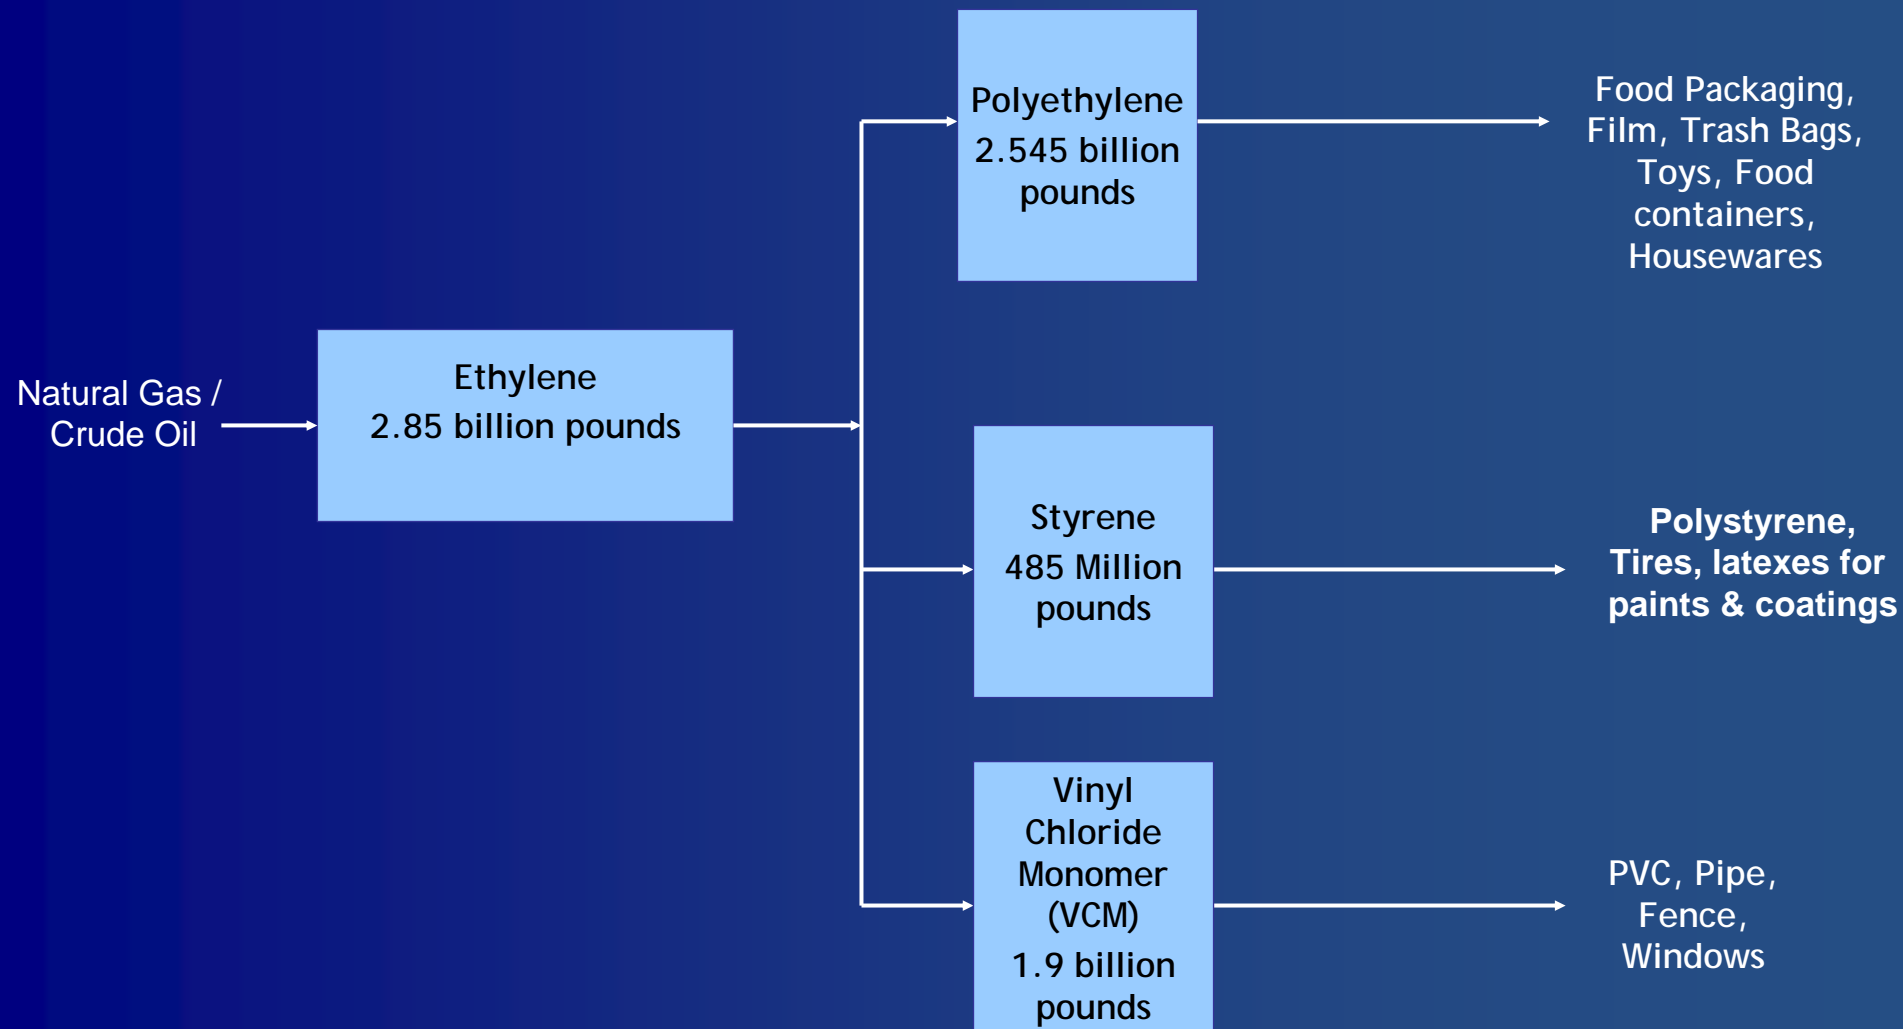 Natural Gas /
Crude Oil
Ethylene
2.85 billion pounds
Polyethylene
2.545 billion
pounds
Food Packaging,
Film, Trash Bags,
Toys, Food
containers,
Housewares
Styrene
485 Million
pounds
Polystyrene,
Tires, latexes for
paints & coatings
Vinyl
Chloride
Monomer
(VCM)
1.9 billion
pounds
PVC, Pipe,
Fence,
Windows